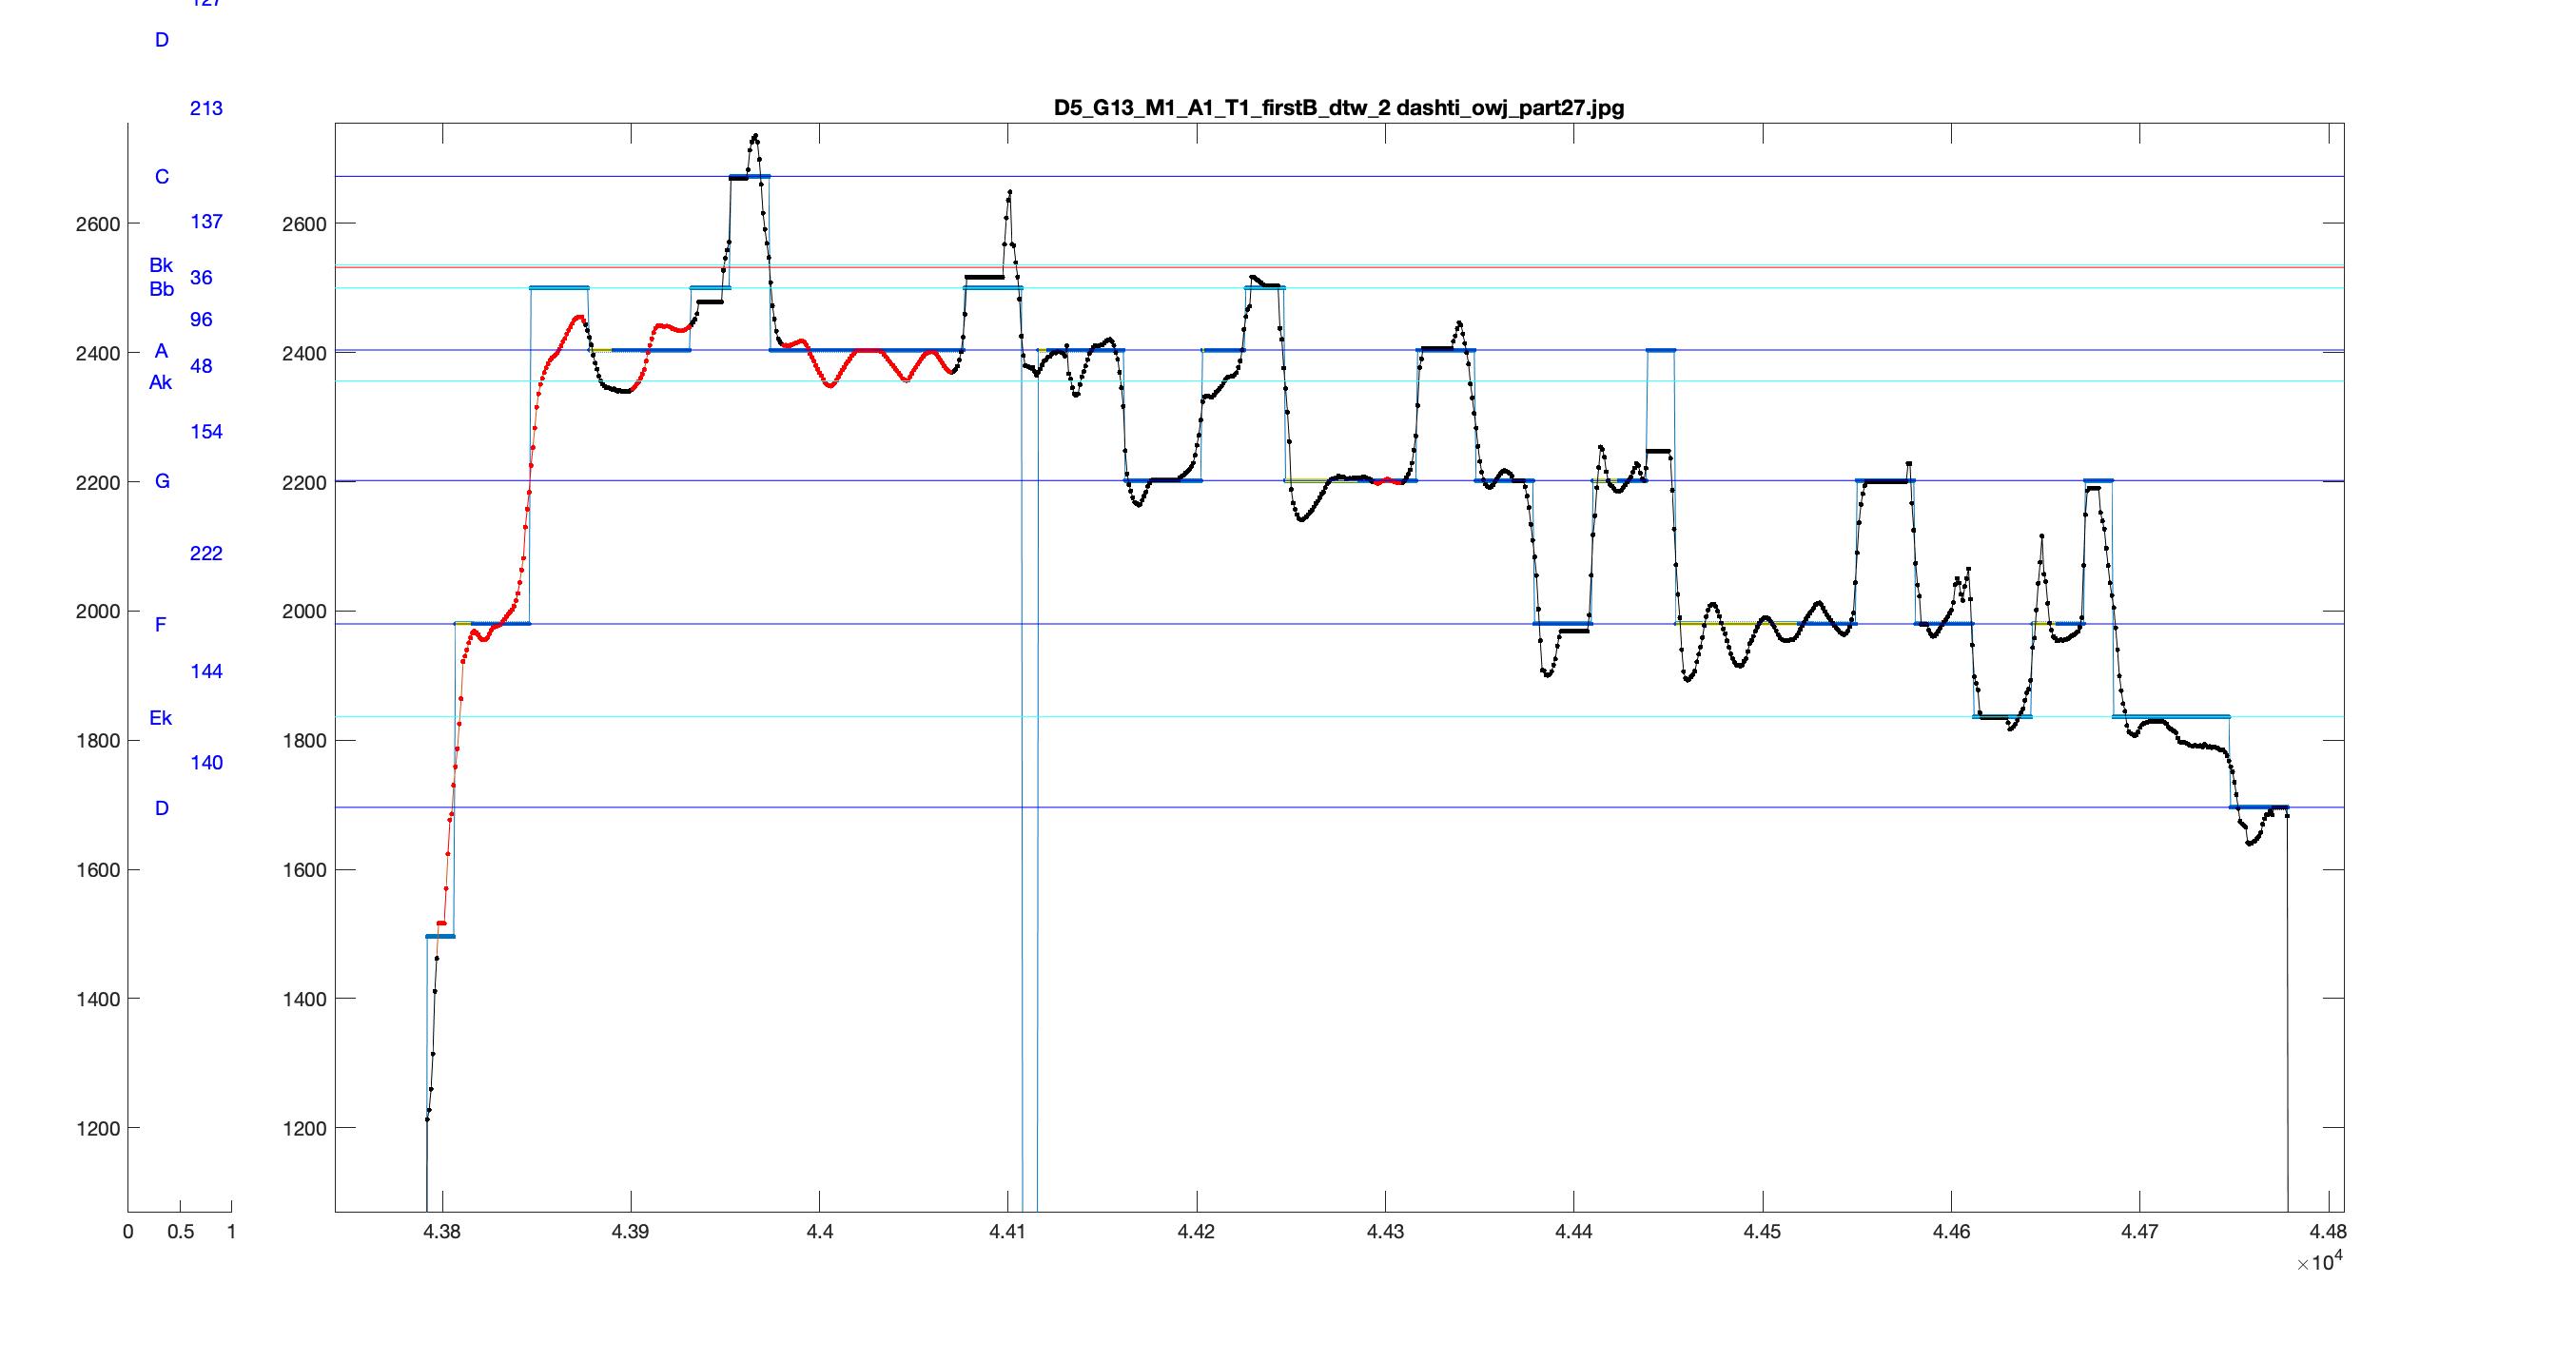 127
D
213
D5_G13_M1_A1_T1_firstB_dtw_2 dashti_owj_part27.jpg
C
137
2600 2600
Bk
36
Bb
96
2400 A 2400
48
Ak
154
2200 G 2200
222
2000 F 2000
144
Ek
1800 1800
140
D
1600 1600
1400 1400
1200 1200
0 0.5 1 4.38 4.39 4.4 4.41 4.42 4.43 4.44 4.45 4.46 4.47 4.48
×10⁴